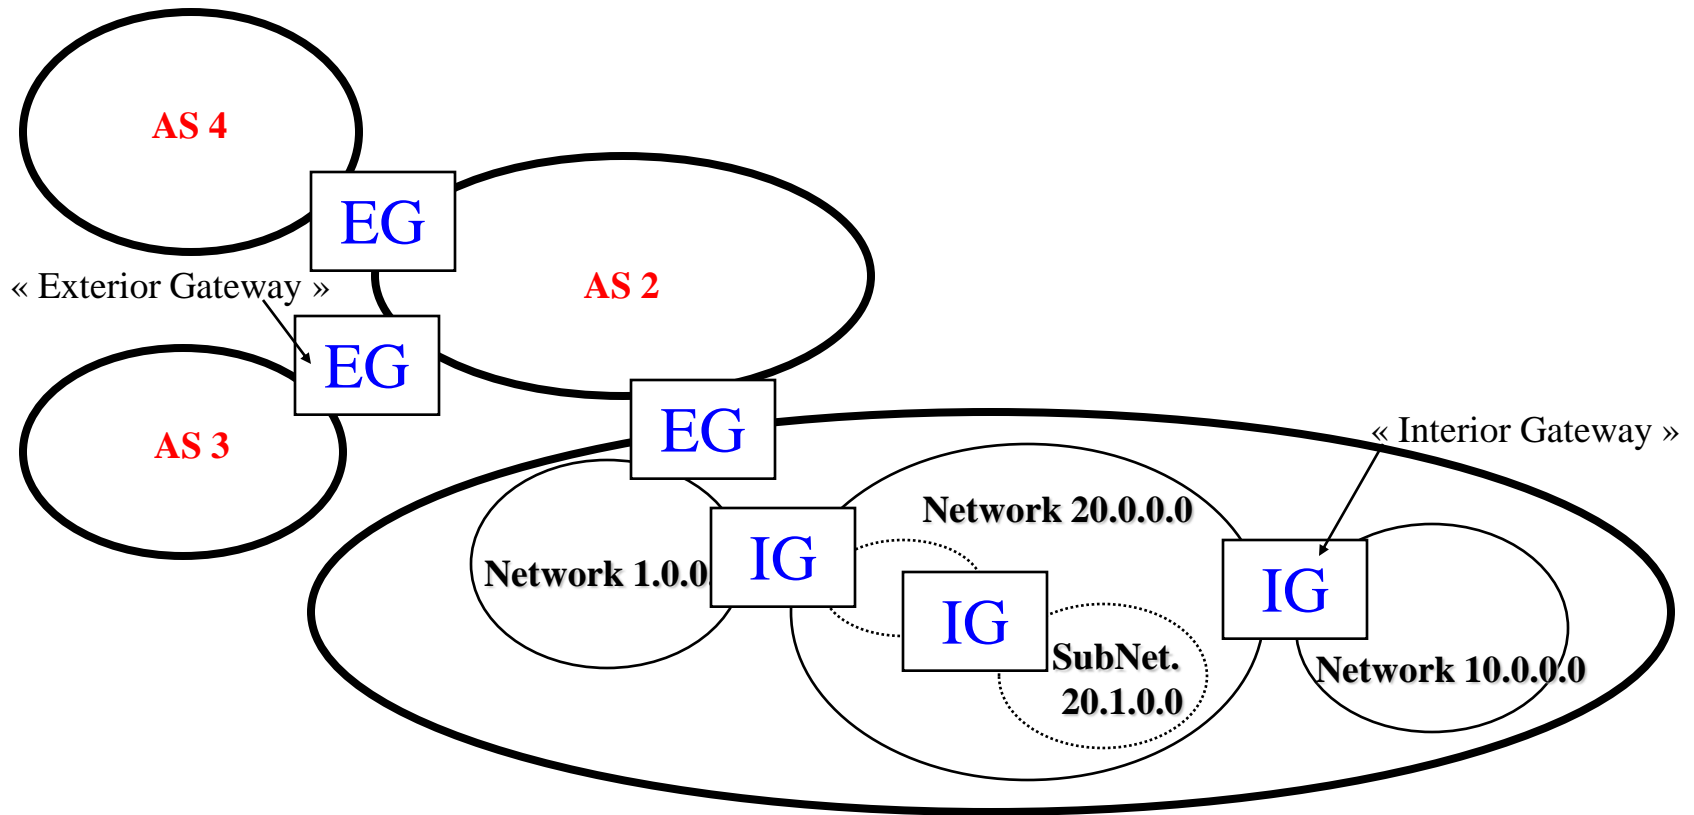 AS 4
EG
AS 2
« Exterior Gateway »
EG
AS 3
EG
« Interior Gateway »
Network 20.0.0.0
Network 1.0.0.
IG
IG
IG
SubNet.
20.1.0.0
Network 10.0.0.0